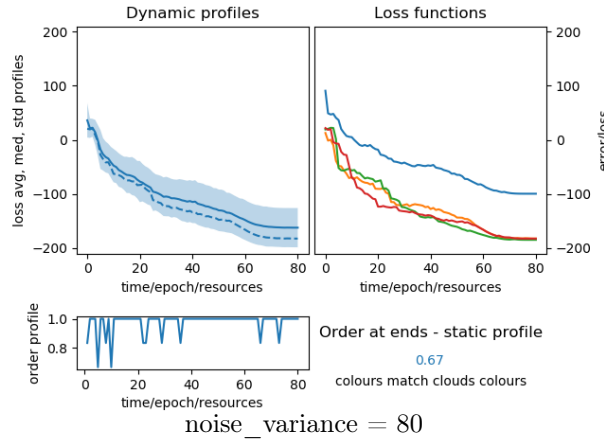 Dynamic profiles
Loss functions
loss avg, med, std profiles
200
100
0
−100
−200
0
20
40
60
80
time/epoch/resources
200
100
0
−100
−200
error/loss
0
20
40
60
80
time/epoch/resources
order profile
1.0
0.8
0
20
40
60
80
time/epoch/resources
Order at ends - static profile
0.67
colours match clouds colours
noise_variance = 80